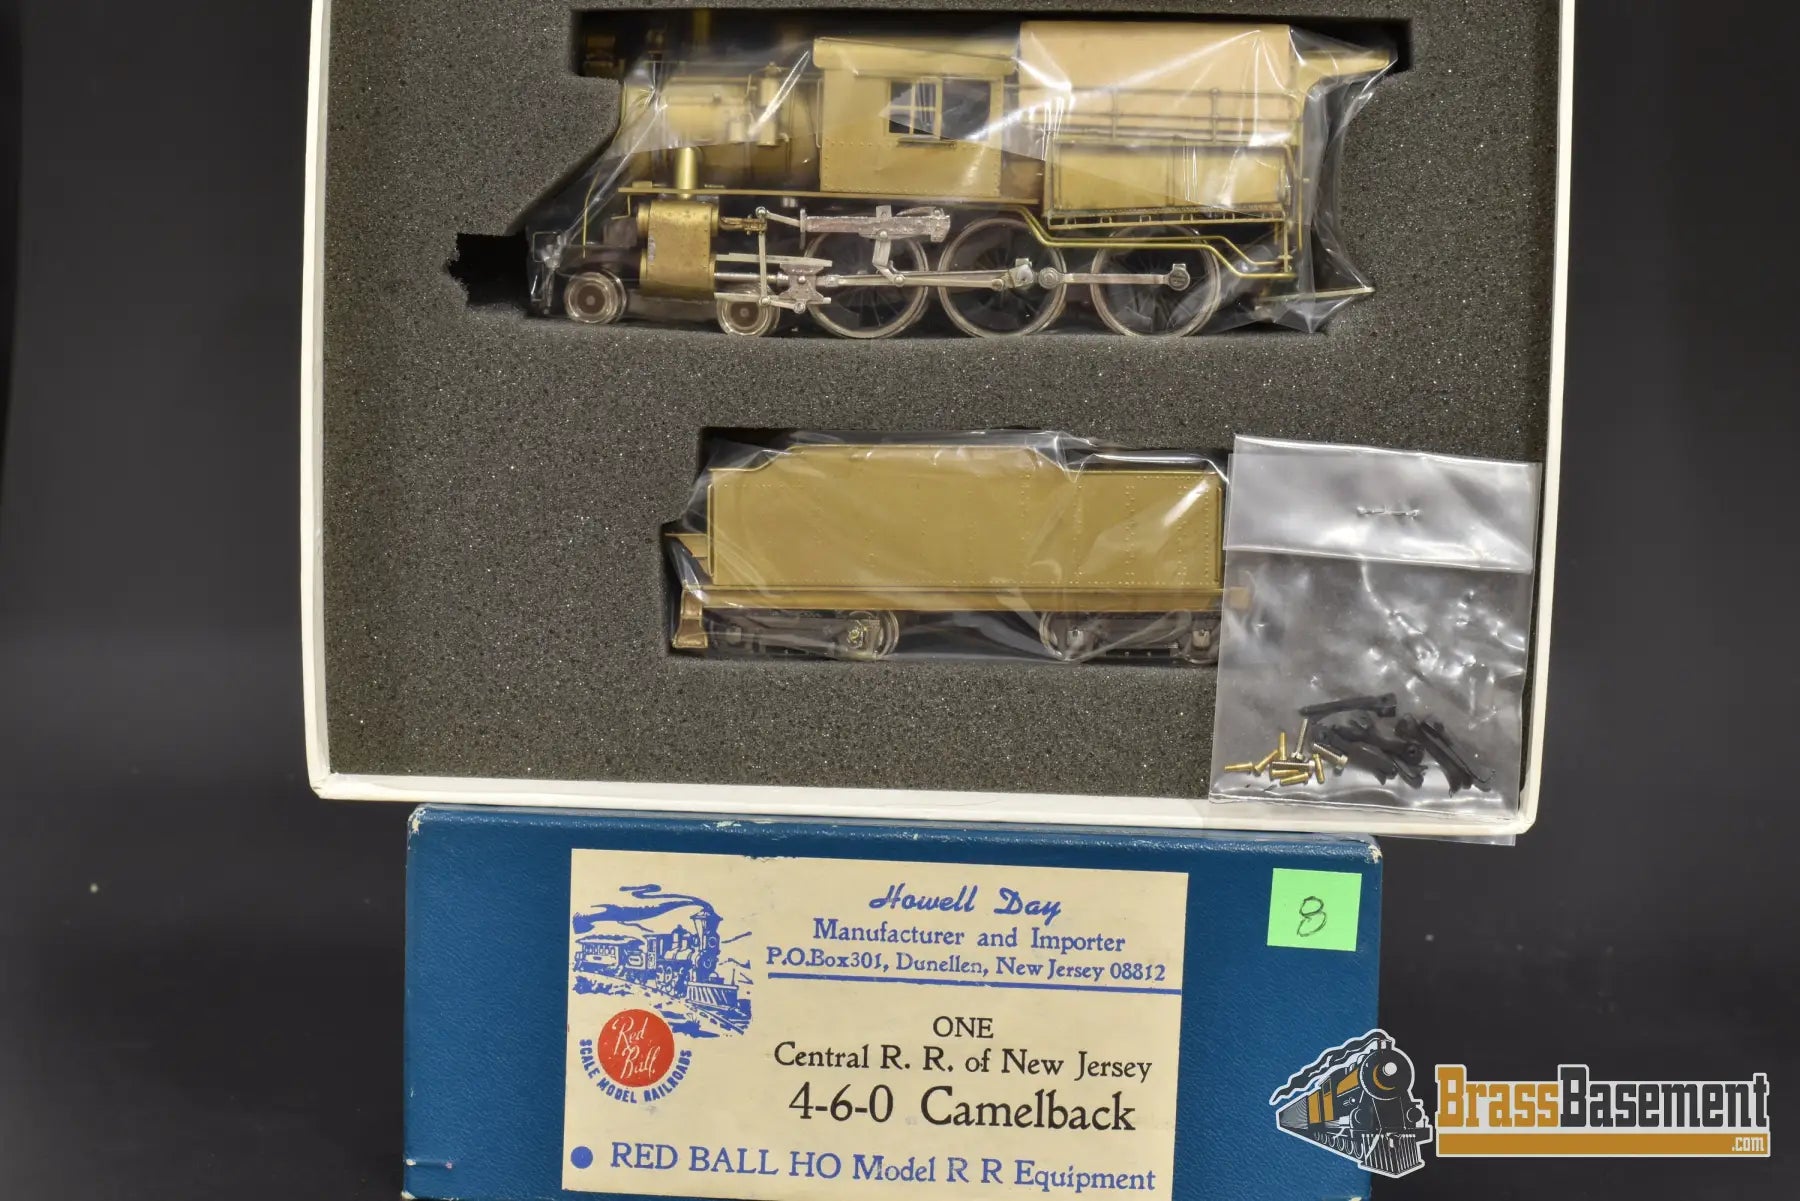 Howell Day
Manufacturer and Importer
P.O.Box301, Dunellen, New Jersey 08812
ONE
Central R. R. of New Jersey
4-6-0 Camelback
Red
Ball
SCALE MODEL RAILROADS
RED BALL HO Model R R Equipment
8
BrassBasement
.com